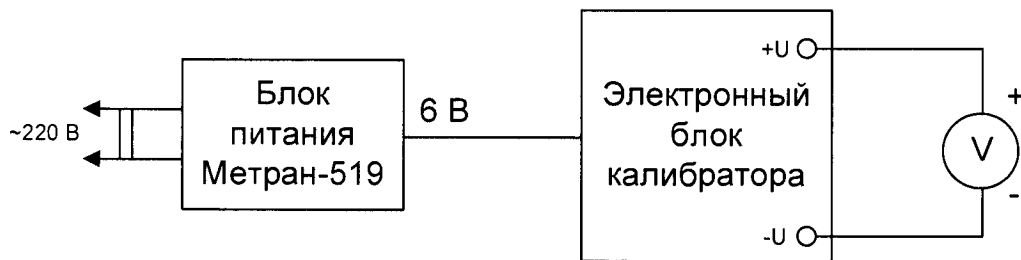 ~220 В
Блок
питания
Метран-519
6 В
+U
Электронный
блок
калибратора
-U
+
V
-